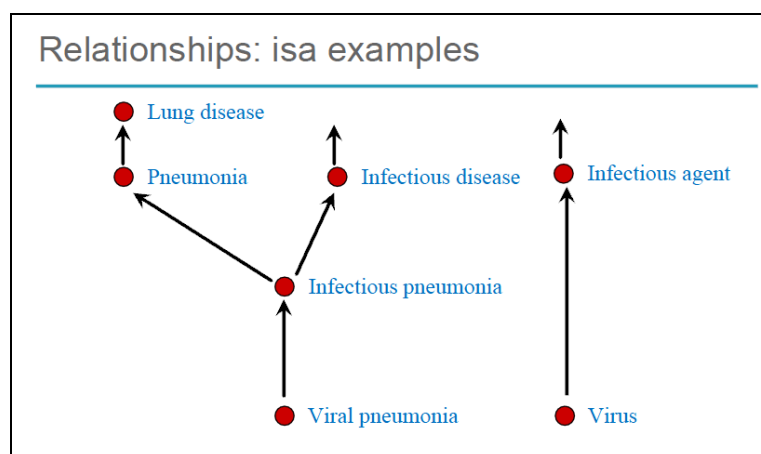 Relationships: isa examples
Lung disease
Pneumonia
Infectious disease
Infectious agent
Infectious pneumonia
Viral pneumonia
Virus